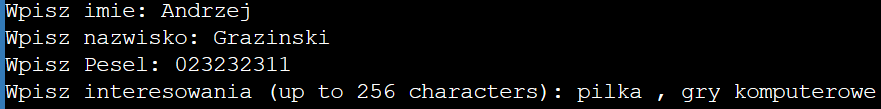 Wpisz imie: Andrzej
Wpisz nazwisko: Grazinski
Wpisz Pesel: 023232311
Wpisz interesowania (up to 256 characters): pilka , gry komputerowe